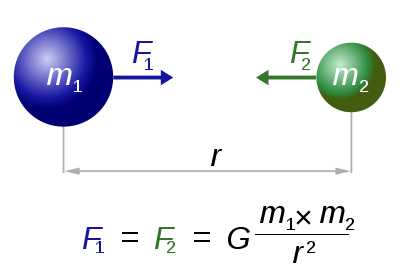 F₁ F₂
m₁ m₂
r
F₁ = F₂ = G m₁ × m₂ / r²